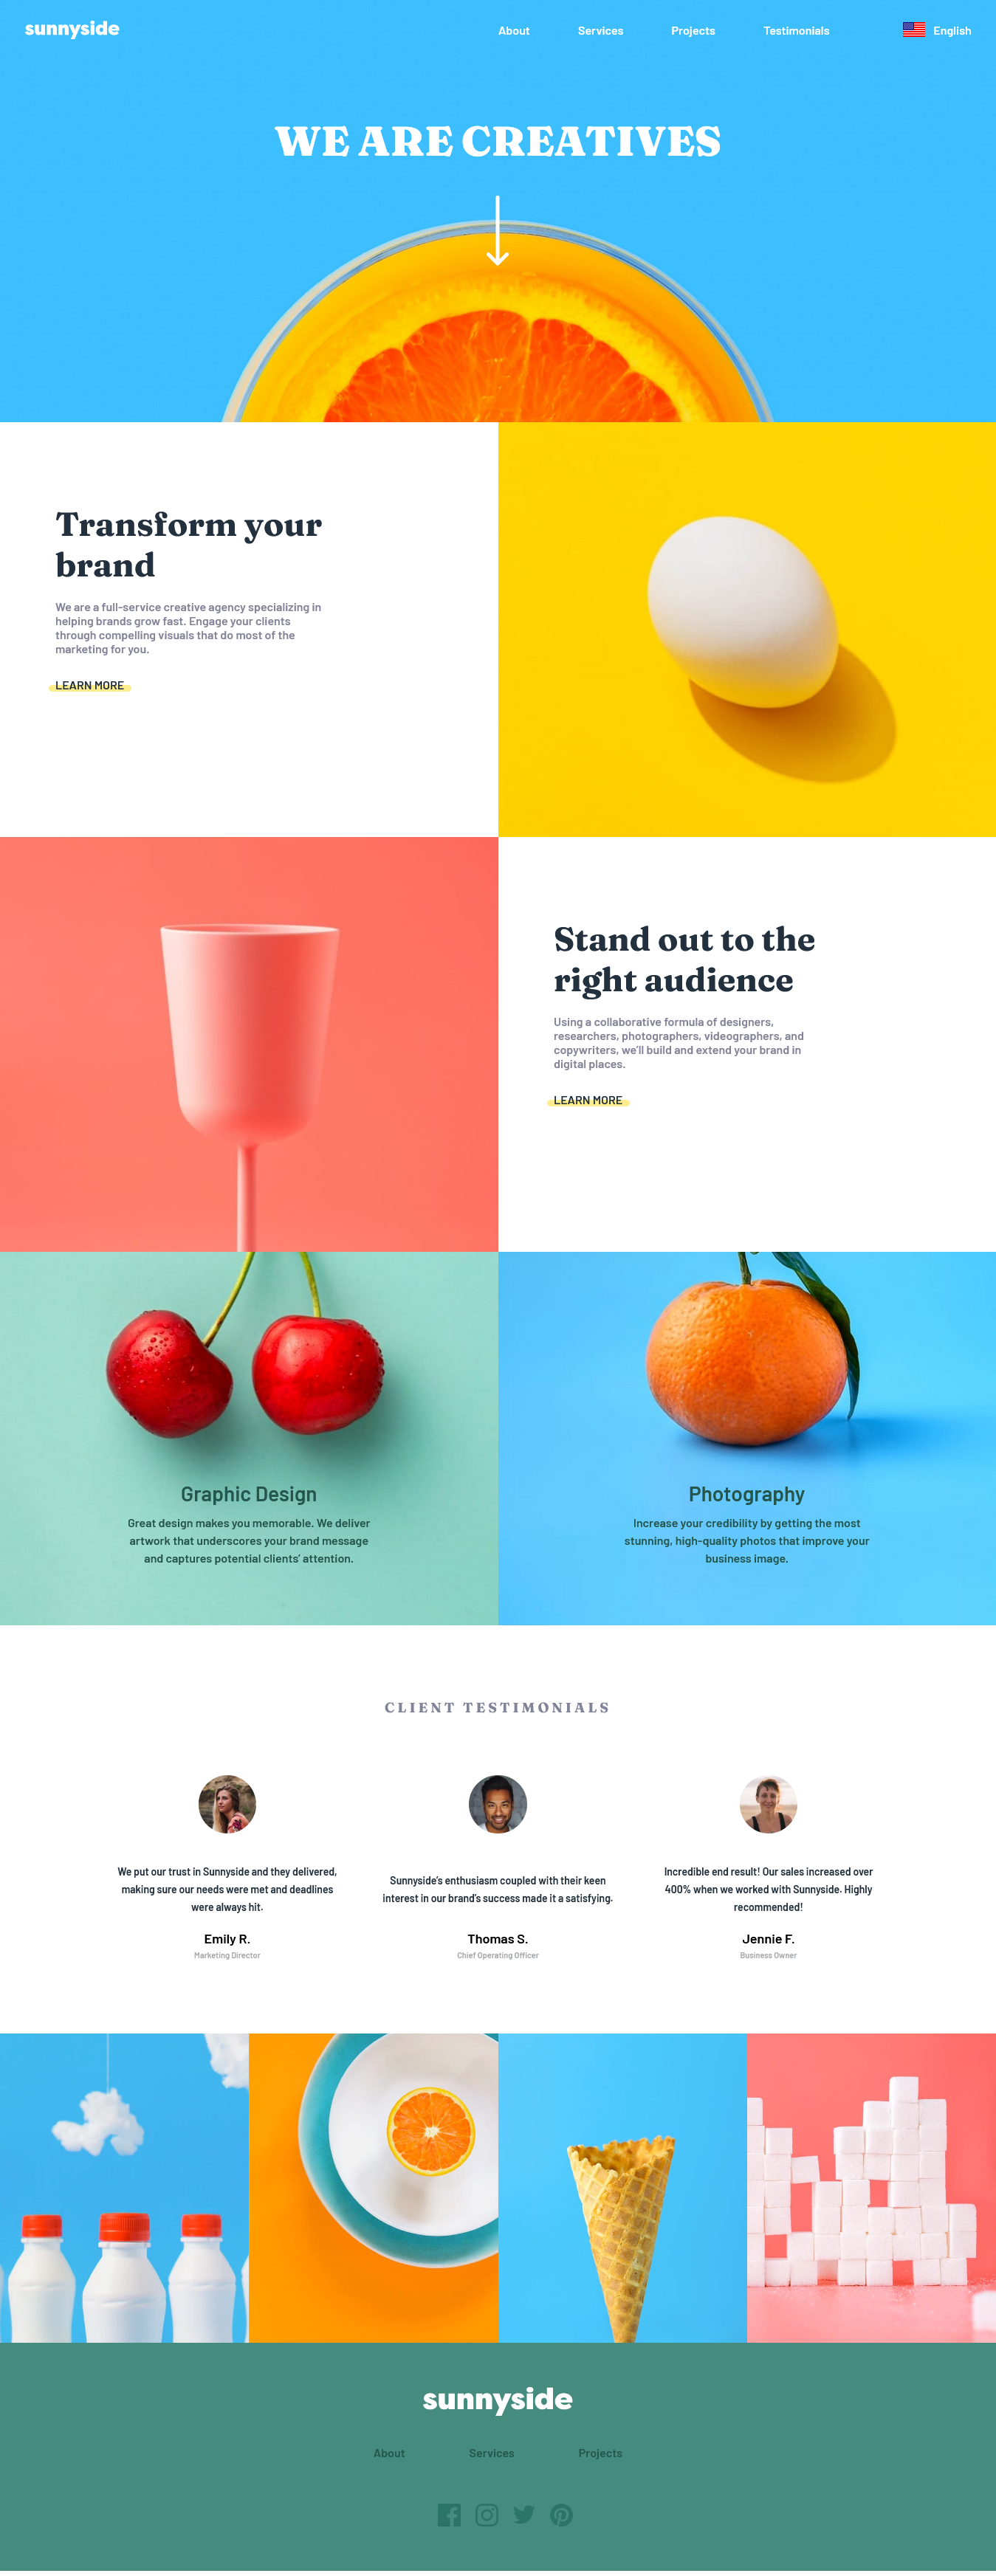 sunnyside
About Services Projects Testimonials English
WE ARE CREATIVES
Transform your
brand
We are a full-service creative agency specializing in
helping brands grow fast. Engage your clients
through compelling visuals that do most of the
marketing for you.
LEARN MORE
Stand out to the
right audience
Using a collaborative formula of designers,
researchers, photographers, videographers, and
copywriters, we'll build and extend your brand in
digital places.
LEARN MORE
Graphic Design
Great design makes you memorable. We deliver
artwork that underscores your brand message
and captures potential clients' attention.
Photography
Increase your credibility by getting the most
stunning, high-quality photos that improve your
business image.
CLIENT TESTIMONIALS
We put our trust in Sunnyside and they delivered,
making sure our needs were met and deadlines
were always hit.
Emily R.
Marketing Director
Sunnyside's enthusiasm coupled with their keen
interest in our brand's success made it a satisfying.
Thomas S.
Chief Operating Officer
Incredible end result! Our sales increased over
400% when we worked with Sunnyside. Highly
recommended!
Jennie F.
Business Owner
sunnyside
About Services Projects